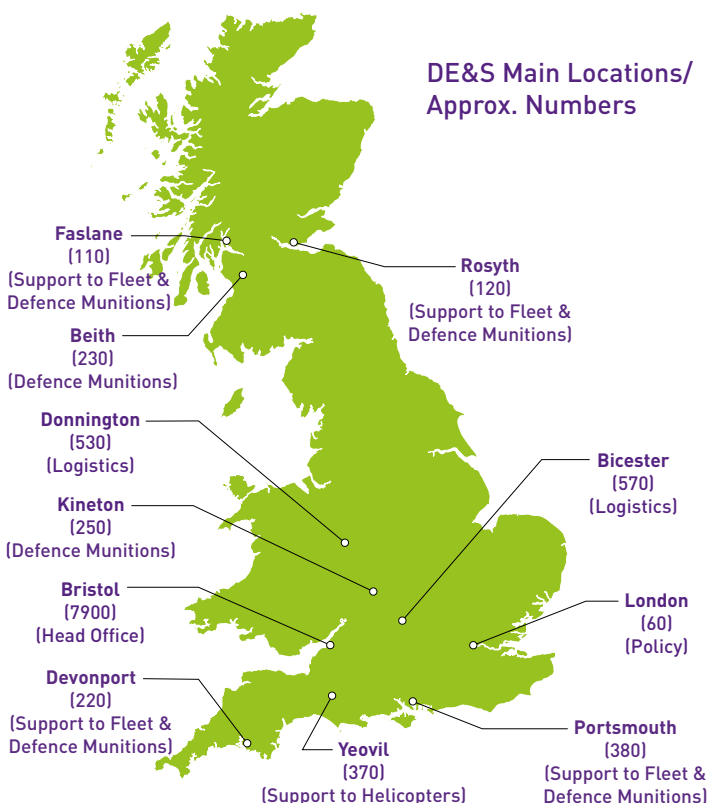 DE&S Main Locations/
Approx. Numbers
Faslane
(110)
(Support to Fleet &
Defence Munitions)
Rosyth
(120)
(Support to Fleet &
Defence Munitions)
Beith
(230)
(Defence Munitions)
Donnington
(530)
(Logistics)
Bicester
(570)
(Logistics)
Kineton
(250)
(Defence Munitions)
Bristol
(7900)
(Head Office)
London
(60)
(Policy)
Devonport
(220)
(Support to Fleet &
Defence Munitions)
Yeovil
(370)
(Support to Helicopters)
Portsmouth
(380)
(Support to Fleet &
Defence Munitions)